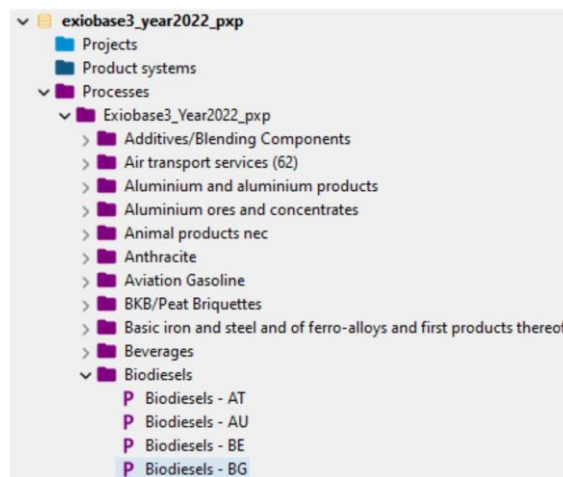 exiobase3_year2022_pxp
Projects
Product systems
Processes
Exiobase3_Year2022_pxp
Additives/Blending Components
Air transport services (62)
Aluminium and aluminium products
Aluminium ores and concentrates
Animal products nec
Anthracite
Aviation Gasoline
BKB/Peat Briquettes
Basic iron and steel and of ferro-alloys and first products thereof
Beverages
Biodiesels
P Biodiesels - AT
P Biodiesels - AU
P Biodiesels - BE
P Biodiesels - BG